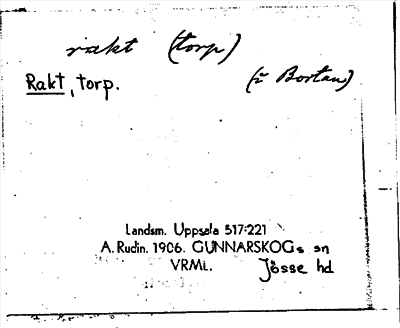 rakt (torp)
Rakt, torp. (i Bortan)
Landsm. Uppsala 517:221
A. Rudin. 1906. GUNNARSKOGs sn
VRML. Jösse hd